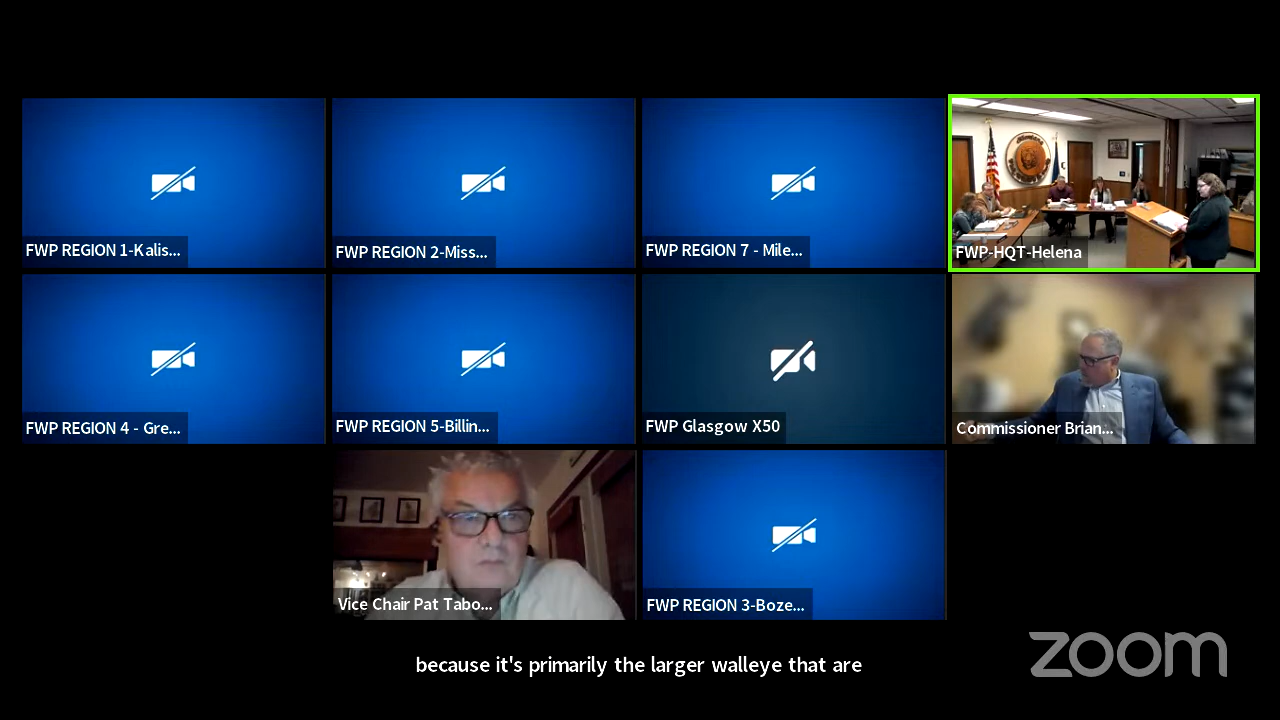 FWP REGION 1-Kalis...
FWP REGION 2-Miss...
FWP REGION 7 - Mile...
FWP-HQT-Helena
FWP REGION 4 - Gre...
FWP REGION 5-Billin...
FWP Glasgow X50
Commissioner Brian...
Vice Chair Pat Tabo...
FWP REGION 3-Boze...
because it's primarily the larger walleye that are
zoom